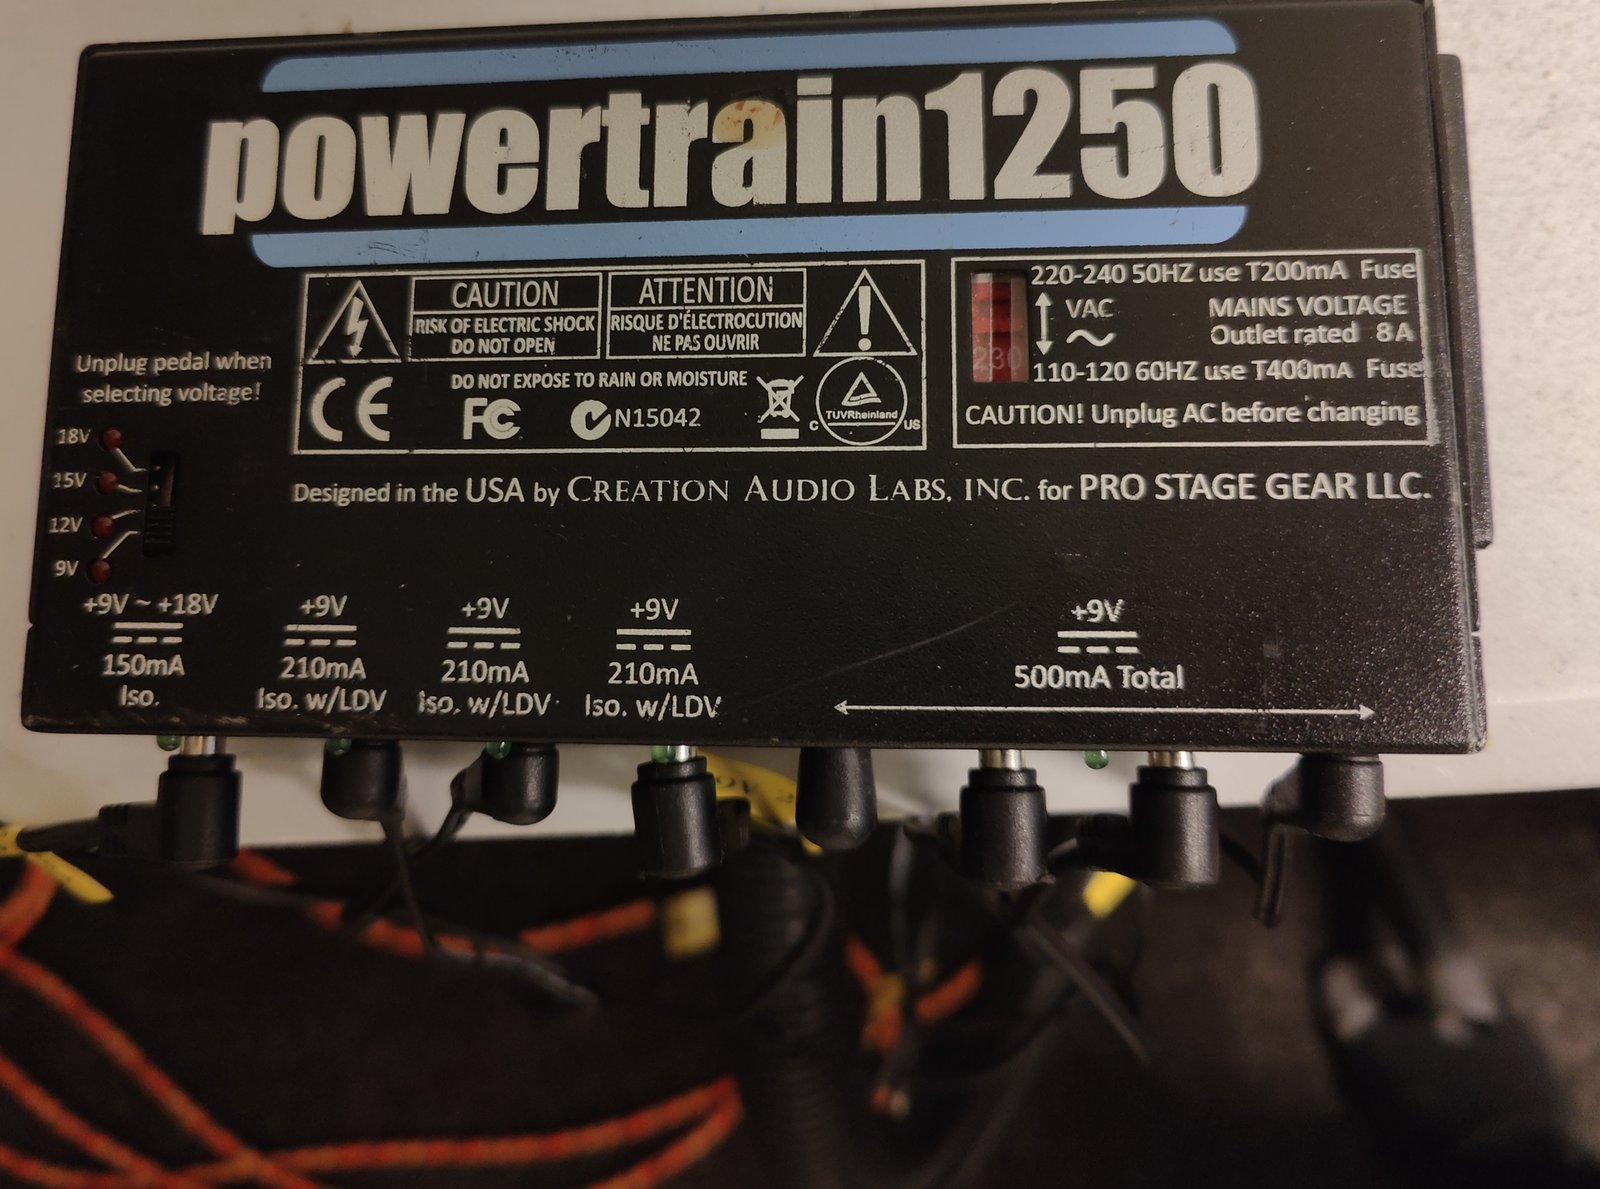 powertrain1250
CAUTION
RISK OF ELECTRIC SHOCK
DO NOT OPEN
ATTENTION
RISQUE D'ÉLECTROCUTION
NE PAS OUVRIR
DO NOT EXPOSE TO RAIN OR MOISTURE
CE FC N15042
TUVRheinland
C US
220-240 50HZ use T200mA Fuse
VAC MAINS VOLTAGE
Outlet rated 8A
230
110-120 60HZ use T400mA Fuse
CAUTION! Unplug AC before changing
Unplug pedal when
selecting voltage!
18V
15V
12V
9V
Designed in the USA by CREATION AUDIO LABS, INC. for PRO STAGE GEAR LLC.
+9V ~ +18V
150mA
Iso.
+9V
210mA
Iso. w/LDV
+9V
210mA
Iso. w/LDV
+9V
210mA
Iso. w/LDV
+9V
500mA Total